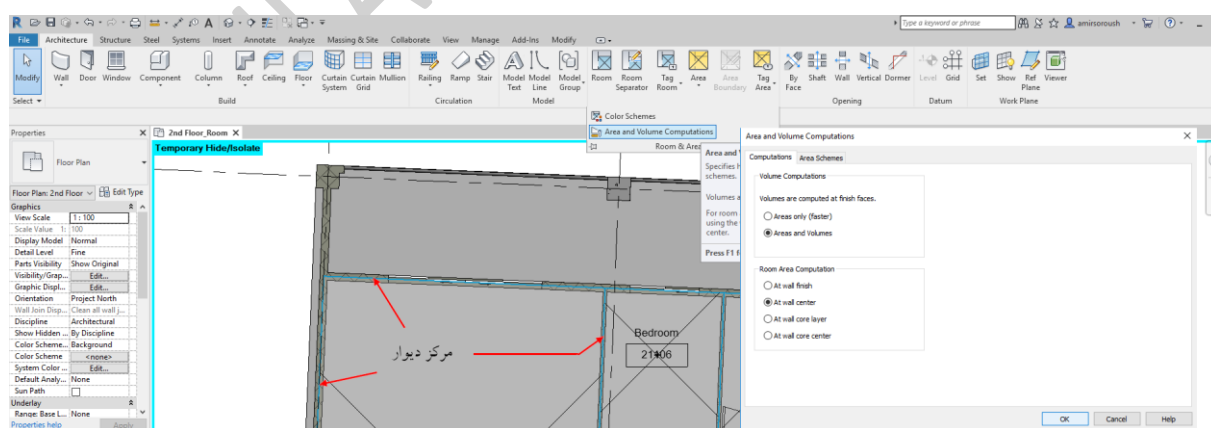 Type a keyword or phrase
amirsoroush
File Architecture Structure Steel Systems Insert Annotate Analyze Massing & Site Collaborate View Manage Add-Ins Modify
Modify Wall Door Window Component Column Roof Ceiling Floor Curtain System Curtain Grid Mullion Railing Ramp Stair Model Text Model Line Model Group Room Room Separator Tag Room Area Area Boundary Tag Area By Face Shaft Wall Vertical Dormer Level Grid Set Show Ref Plane Viewer
Select Build Circulation Model Opening Datum Work Plane
Color Schemes
Area and Volume Computations
Room & Area
Properties
2nd Floor_Room
Temporary Hide/Isolate
Floor Plan
Floor Plan: 2nd Floor Edit Type
Graphics
View Scale 1 : 100
Scale Value 1: 100
Display Model Normal
Detail Level Fine
Parts Visibility Show Original
Visibility/Grap... Edit...
Graphic Displ... Edit...
Orientation Project North
Wall Join Disp... Clean all wall j...
Discipline Architectural
Show Hidden ... By Discipline
Color Scheme... Background
Color Scheme <none>
System Color ... Edit...
Default Analy... None
Sun Path
Underlay
Range: Base L... None
Properties help Apply
مرکز دیوار
Bedroom
21406
Area and
Specifies
schemes.
Volumes a
For room
using the
center.
Press F1 f
Area and Volume Computations
Computations Area Schemes
Volume Computations
Volumes are computed at finish faces.
Areas only (faster)
Areas and Volumes
Room Area Computation
At wall finish
At wall center
At wall core layer
At wall core center
OK Cancel Help